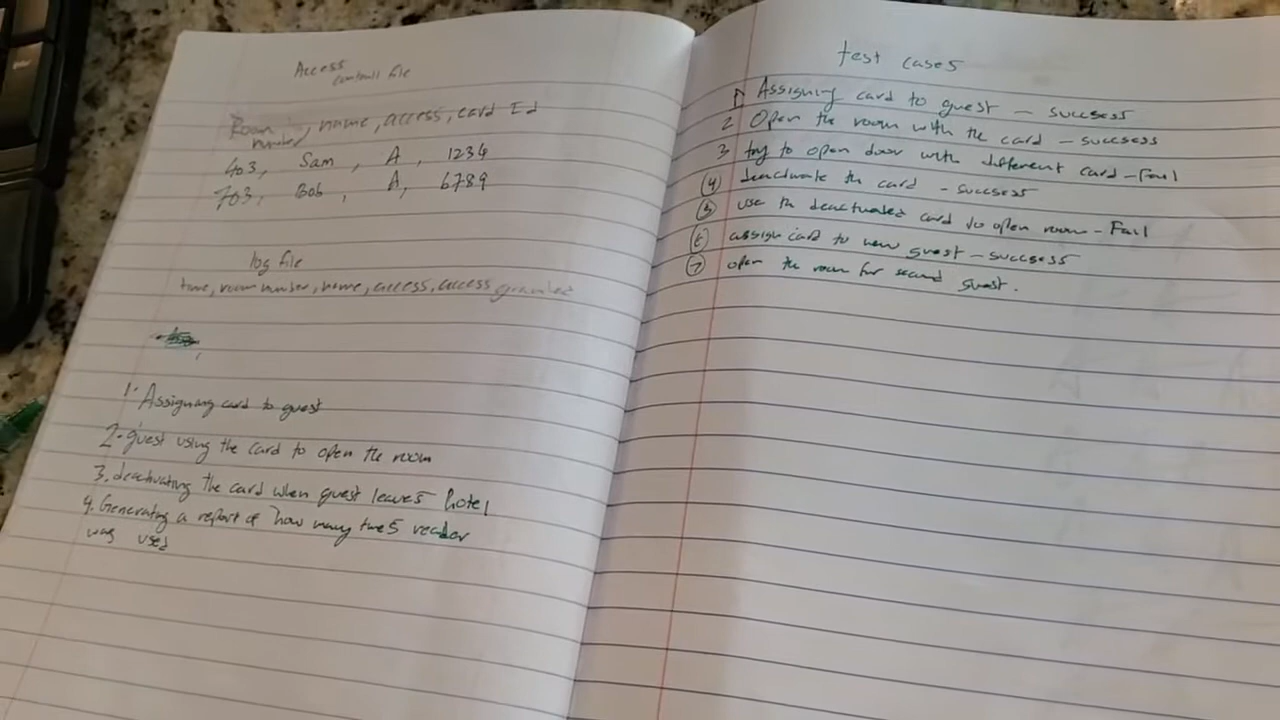 Access
controll file
Room number, name, access, card Id
403, Sam, A, 1234
703, Bob, A, 6789
log file
time, room number, name, access, access granted
1. Assigning card to guest
2- guest using the card to open the room
3. deactivating the card when guest leaves hotel
4. Generating a report of how many times reader
was used
test cases
1 Assigning card to guest - success
2 Open the room with the card - success
3 try to open door with different card - Fail
4 deactivate the card - success
5 use the deactivated card to open room - Fail
6 assign card to new guest - success
7 open the room for second guest.